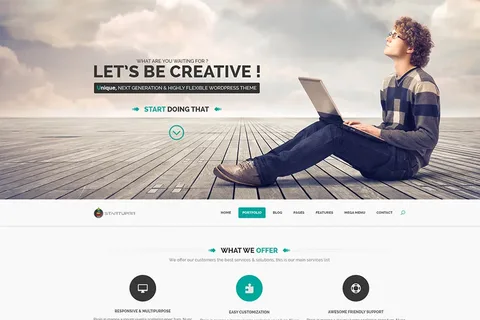 WHAT ARE YOU WAITING FOR ?
LET'S BE CREATIVE !
Unique, NEXT GENERATION & HIGHLY FLEXIBLE WORDPRESS THEME
START DOING THAT
STARTUPER
HOME PORTFOLIO BLOG PAGES FEATURES MEGA MENU CONTACT
WHAT WE OFFER
We offer our customers the best services & solutions, this is our main services list
RESPONSIVE & MULTIPURPOSE EASY CUSTOMIZATION AWESOME FRIENDLY SUPPORT